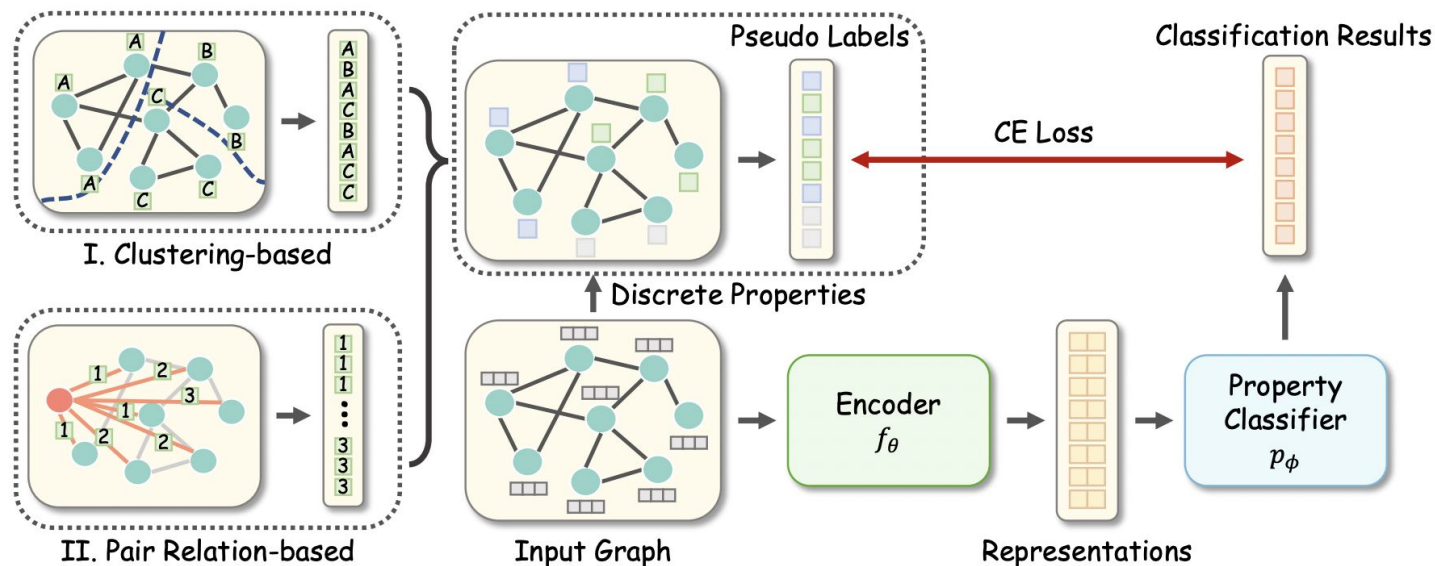 Pseudo Labels
Classification Results
A
B
A
C
B
A
C
C
A
B
A
C
B
A
C
C
CE Loss
I. Clustering-based
Discrete Properties
1
2
3
1
1
2
2
1
1
1
3
3
3
Encoder
fθ
Property
Classifier
pϕ
II. Pair Relation-based
Input Graph
Representations